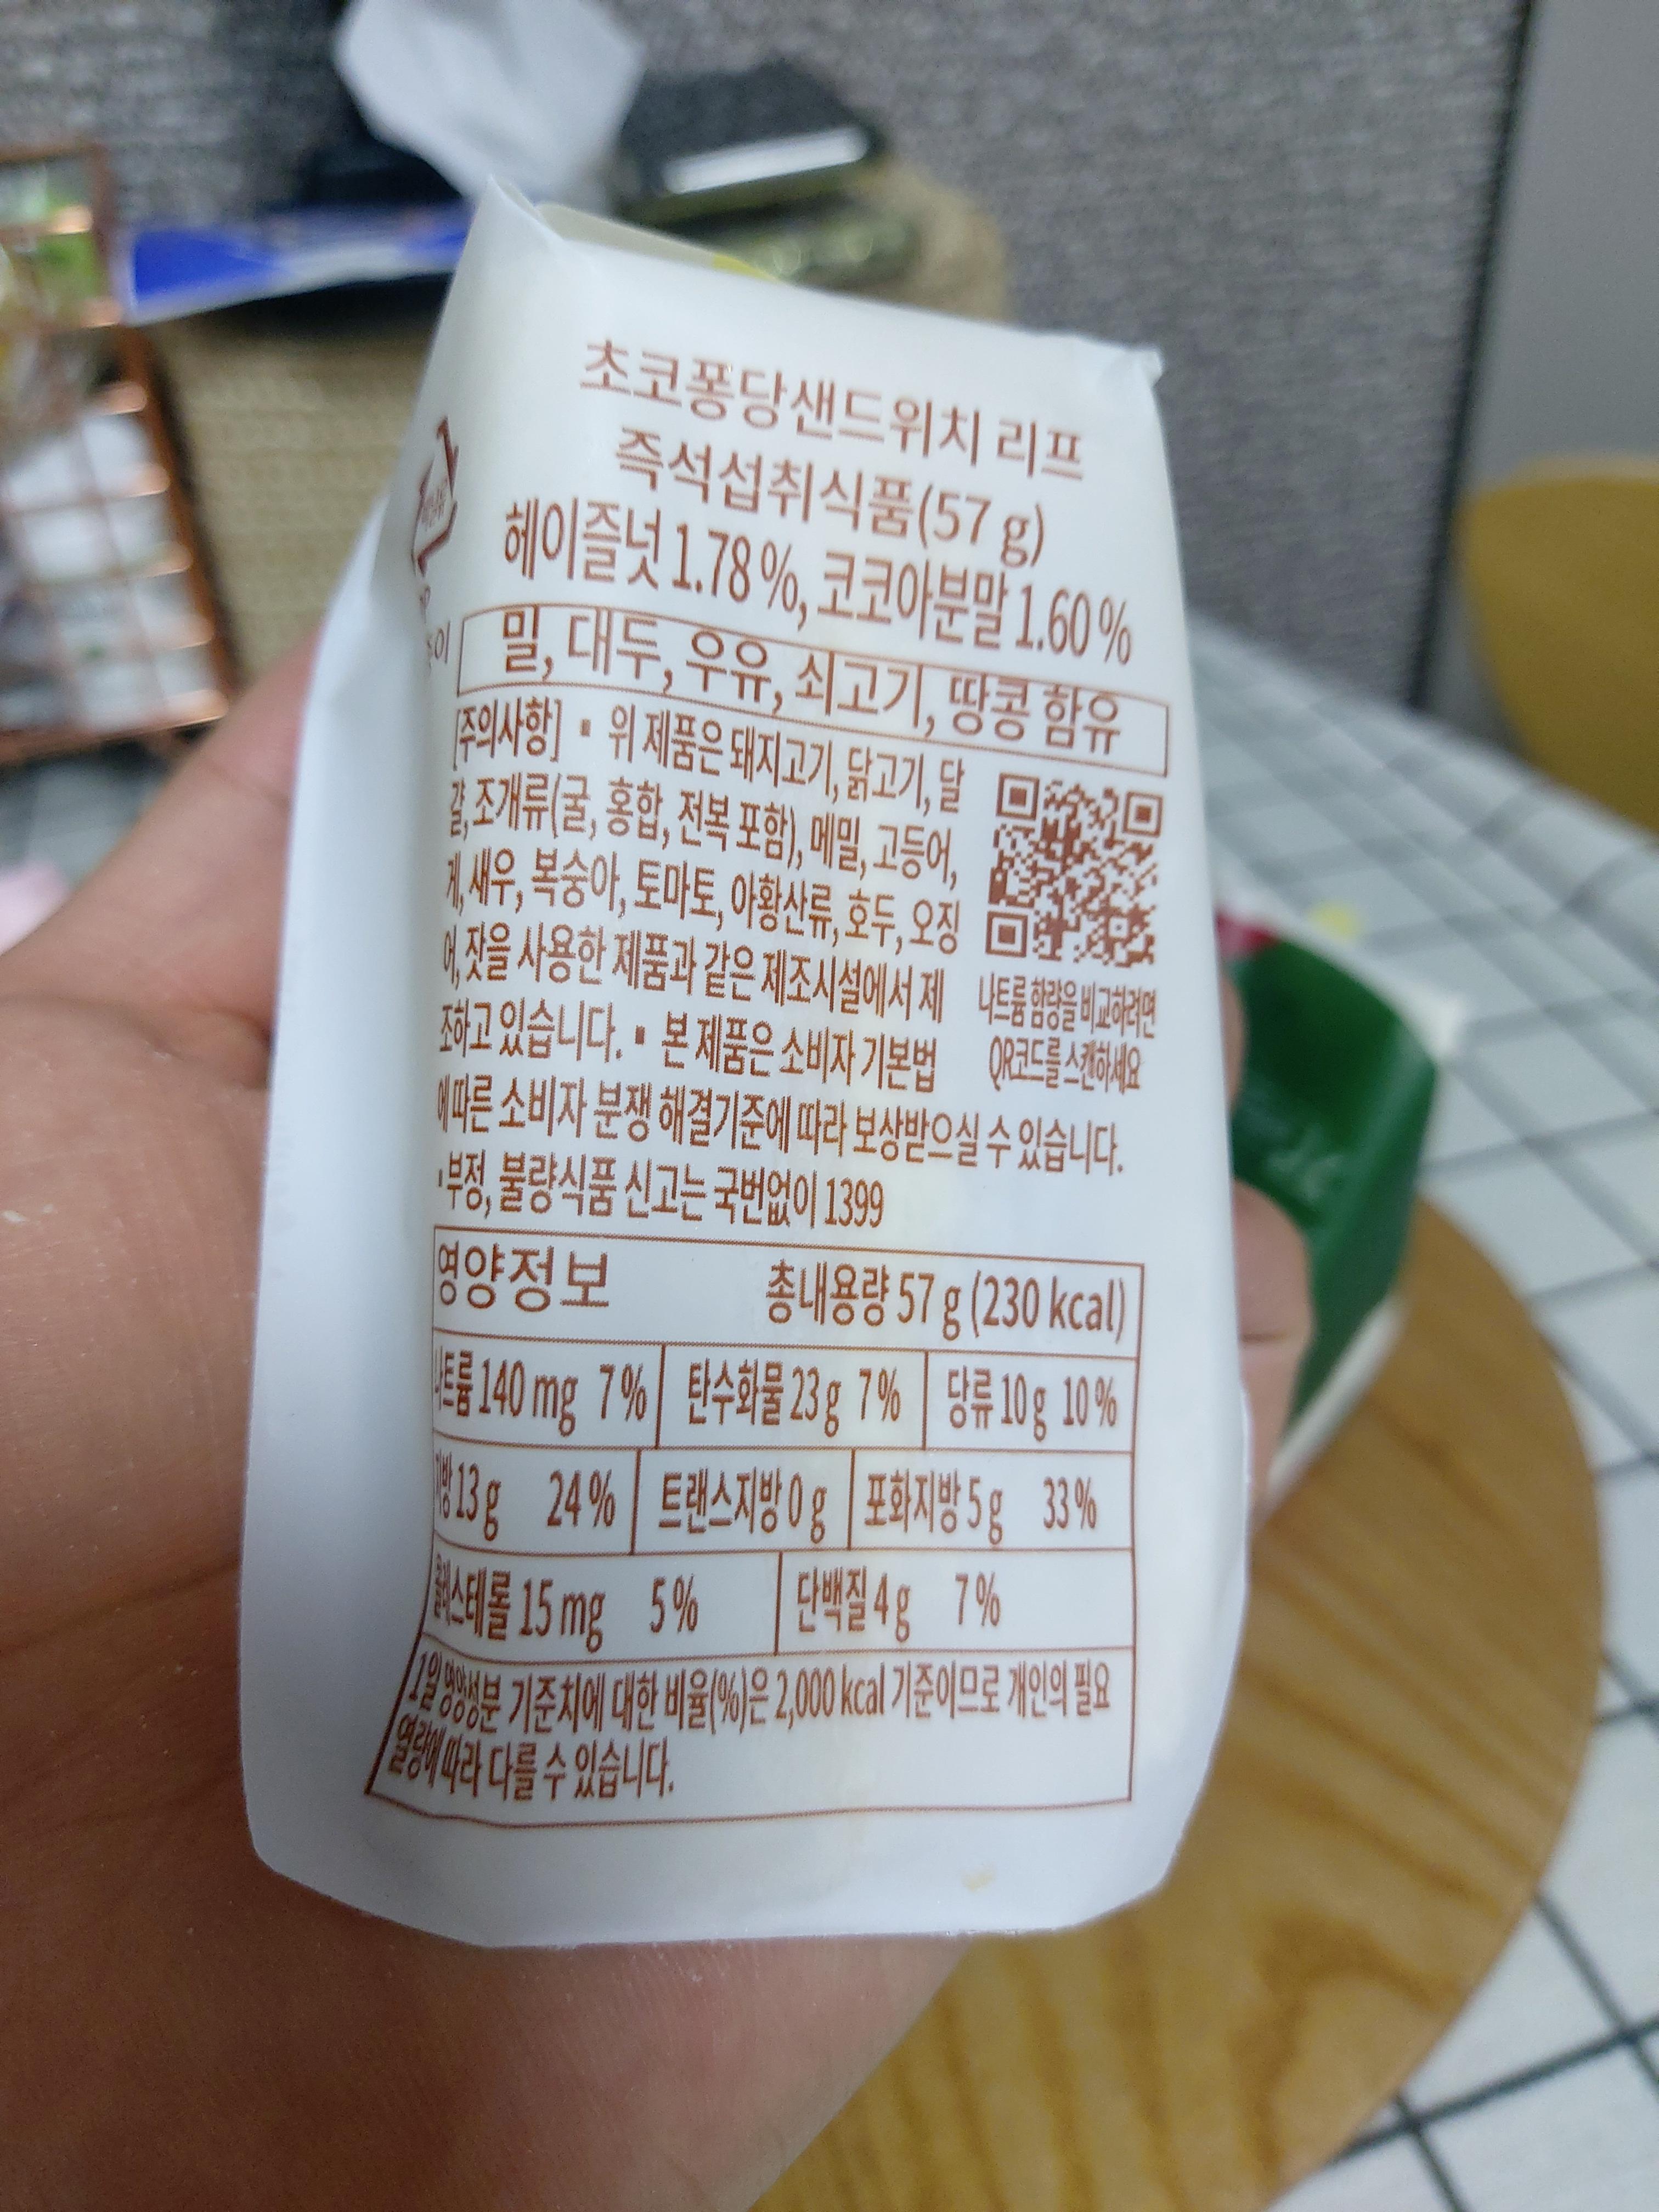 초코퐁당샌드위치 리프
즉석섭취식품(57 g)
헤이즐넛 1.78 %, 코코아분말 1.60 %
밀, 대두, 우유, 쇠고기, 땅콩 함유
[주의사항] ▪ 위 제품은 돼지고기, 닭고기, 달
걀, 조개류(굴, 홍합, 전복 포함), 메밀, 고등어,
게, 새우, 복숭아, 토마토, 아황산류, 호두, 오징
어, 잣을 사용한 제품과 같은 제조시설에서 제
조하고 있습니다. ▪ 본 제품은 소비자 기본법
에 따른 소비자 분쟁 해결기준에 따라 보상받으실 수 있습니다.
▪ 부정, 불량식품 신고는 국번없이 1399
나트륨 함량을 비교하려면
QR코드를 스캔하세요
영양정보 총내용량 57 g (230 kcal)
나트륨 140 mg 7 % 탄수화물 23 g 7 % 당류 10 g 10 %
지방 13 g 24 % 트랜스지방 0 g 포화지방 5 g 33 %
콜레스테롤 15 mg 5 % 단백질 4 g 7 %
1일 영양성분 기준치에 대한 비율(%)은 2,000 kcal 기준이므로 개인의 필요
열량에 따라 다를 수 있습니다.